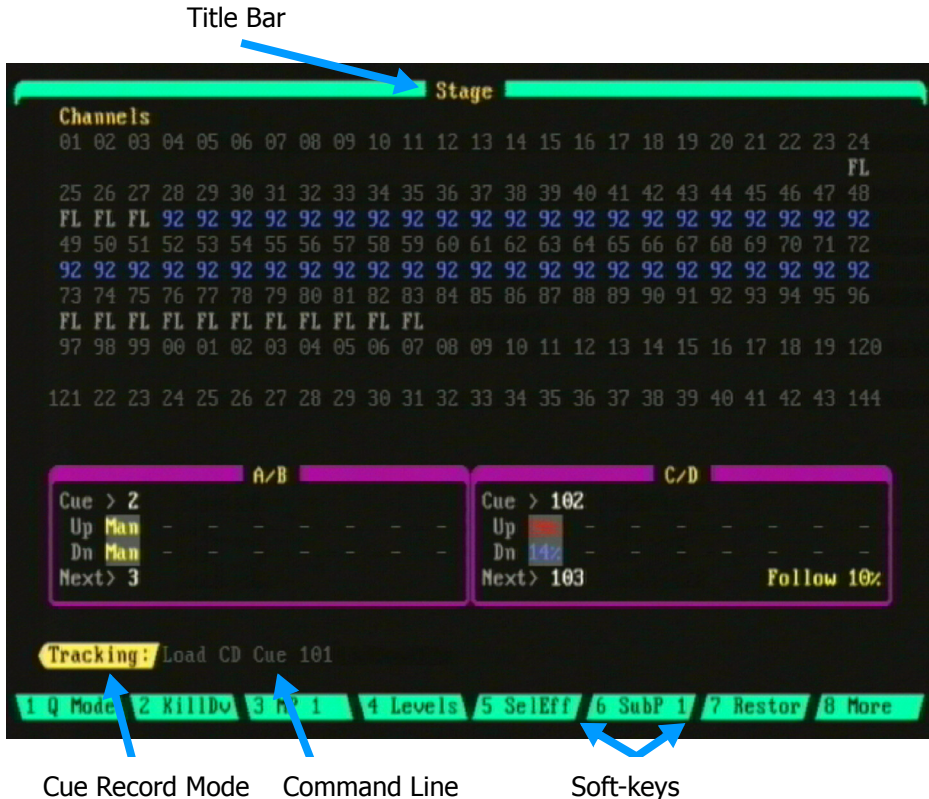 Title Bar
Stage
Channels
01 02 03 04 05 06 07 08 09 10 11 12 13 14 15 16 17 18 19 20 21 22 23 24
FL
25 26 27 28 29 30 31 32 33 34 35 36 37 38 39 40 41 42 43 44 45 46 47 48
FL FL FL 92 92 92 92 92 92 92 92 92 92 92 92 92 92 92 92 92 92 92 92 92
49 50 51 52 53 54 55 56 57 58 59 60 61 62 63 64 65 66 67 68 69 70 71 72
92 92 92 92 92 92 92 92 92 92 92 92 92 92 92 92 92 92 92 92 92 92 92 92
73 74 75 76 77 78 79 80 81 82 83 84 85 86 87 88 89 90 91 92 93 94 95 96
FL FL FL FL FL FL FL FL FL FL FL
97 98 99 00 01 02 03 04 05 06 07 08 09 10 11 12 13 14 15 16 17 18 19 120
121 22 23 24 25 26 27 28 29 30 31 32 33 34 35 36 37 38 39 40 41 42 43 144
A/B
Cue > 2
Up Man - - - - - - -
Dn Man - - - - - - -
Next> 3
C/D
Cue > 102
Up - - - - - - -
Dn 14% - - - - - - -
Next> 103 Follow 10%
Tracking: Load CD Cue 101
1 Q Mode 2 KillDv 3 1 4 Levels 5 SelEff 6 SubP 1 7 Restor 8 More
Cue Record Mode Command Line Soft-keys